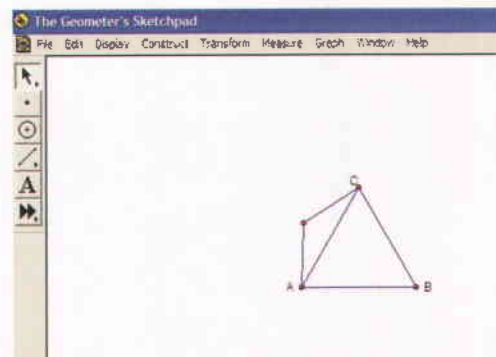 The Geometer's Sketchpad
File Edit Display Construct Transform Measure Graph Window Help
A
C
A B